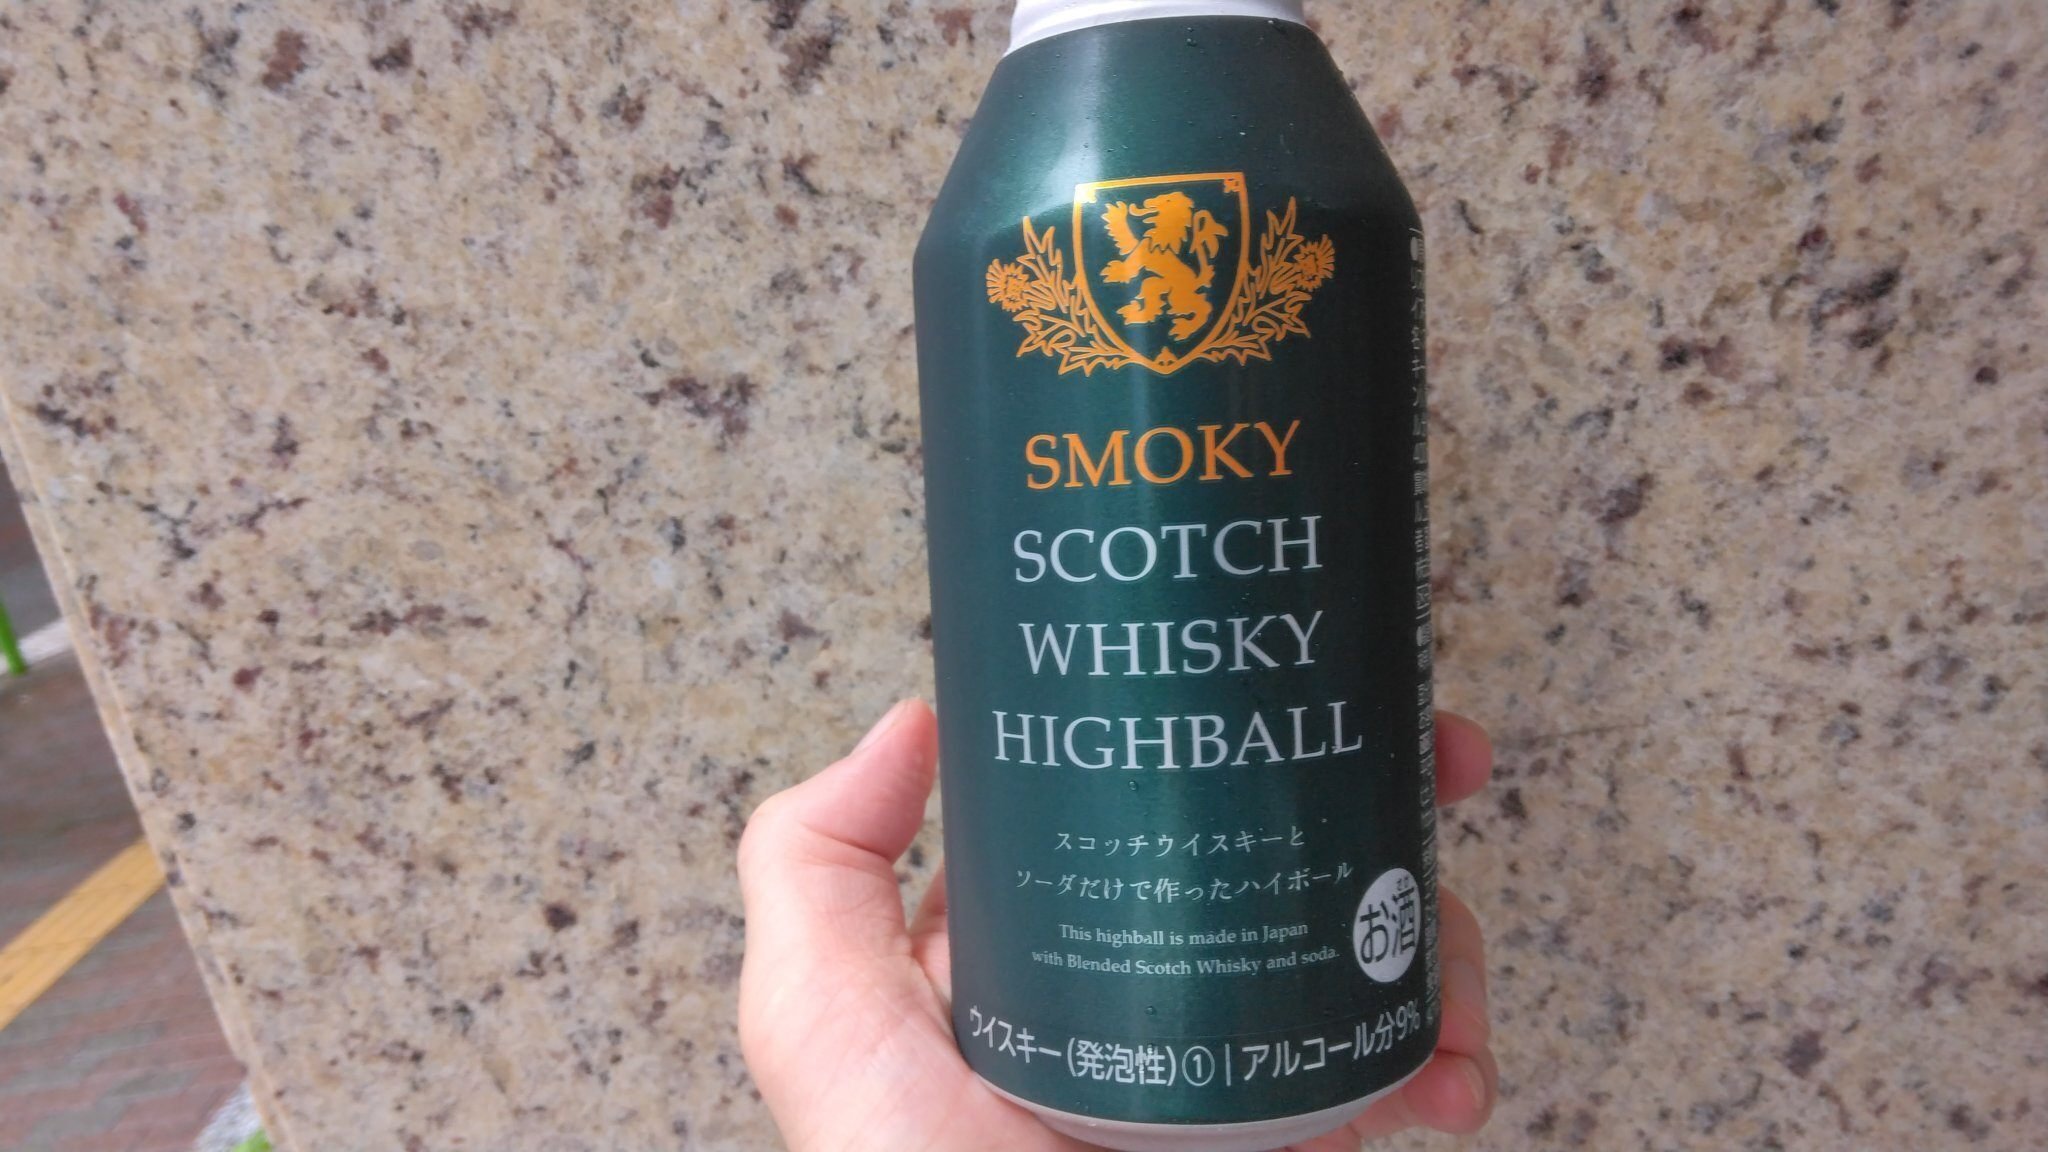 SMOKY
SCOTCH
WHISKY
HIGHBALL
スコッチウイスキーと
ソーダだけで作ったハイボール
This highball is made in Japan
with Blended Scotch Whisky and soda.
お酒
ウイスキー(発泡性)①|アルコール分9%